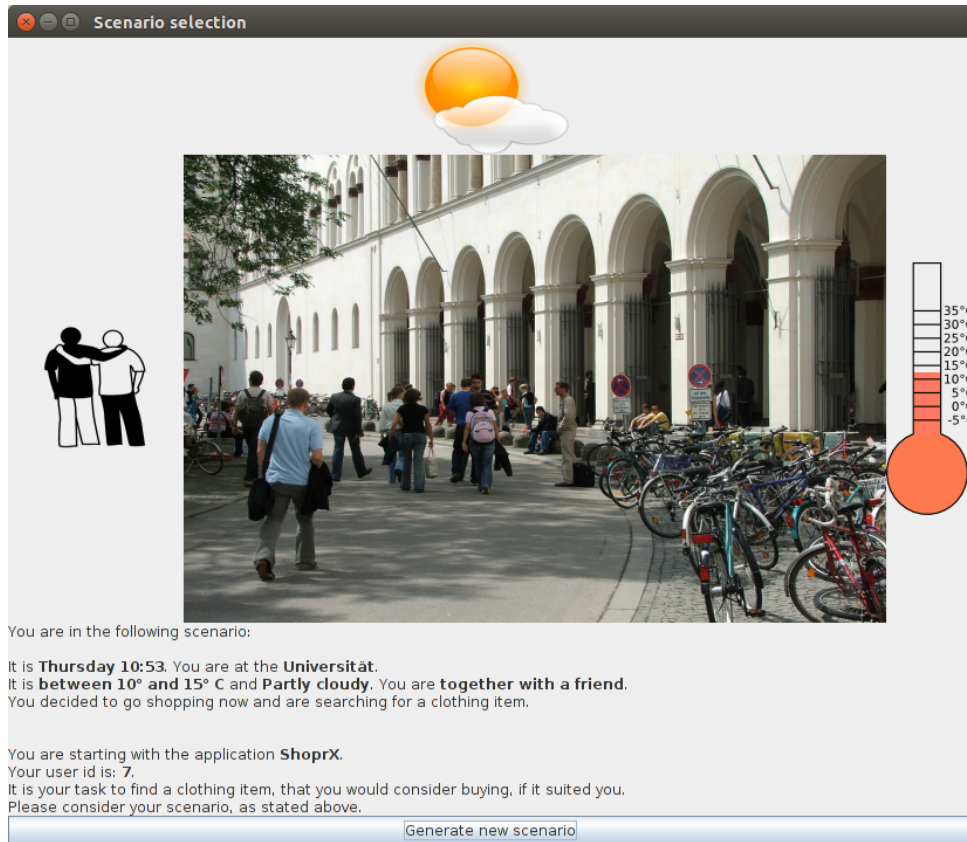 Scenario selection
35°
30°
25°
20°
15°
10°
5°
0°
-5°
You are in the following scenario:
It is Thursday 10:53. You are at the Universität.
It is between 10° and 15° C and Partly cloudy. You are together with a friend.
You decided to go shopping now and are searching for a clothing item.
You are starting with the application ShoprX.
Your user id is: 7.
It is your task to find a clothing item, that you would consider buying, if it suited you.
Please consider your scenario, as stated above.
Generate new scenario